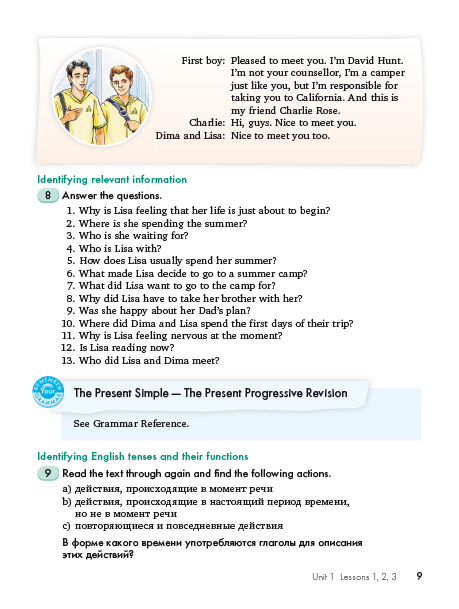 First boy: Pleased to meet you. I'm David Hunt.
I'm not your counsellor, I'm a camper
just like you, but I'm responsible for
taking you to California. And this is
my friend Charlie Rose.
Charlie: Hi, guys. Nice to meet you.
Dima and Lisa: Nice to meet you too.
Identifying relevant information
8 Answer the questions.
1. Why is Lisa feeling that her life is just about to begin?
2. Where is she spending the summer?
3. Who is she waiting for?
4. Who is Lisa with?
5. How does Lisa usually spend her summer?
6. What made Lisa decide to go to a summer camp?
7. What did Lisa want to go to the camp for?
8. Why did Lisa have to take her brother with her?
9. Was she happy about her Dad's plan?
10. Where did Dima and Lisa spend the first days of their trip?
11. Why is Lisa feeling nervous at the moment?
12. Is Lisa reading now?
13. Who did Lisa and Dima meet?
REMEMBER
Your
GRAMMAR
The Present Simple — The Present Progressive Revision
See Grammar Reference.
Identifying English tenses and their functions
9 Read the text through again and find the following actions.
a) действия, происходящие в момент речи
b) действия, происходящие в настоящий период времени,
но не в момент речи
c) повторяющиеся и повседневные действия
В форме какого времени употребляются глаголы для описания
этих действий?
Unit 1 Lessons 1, 2, 3 9